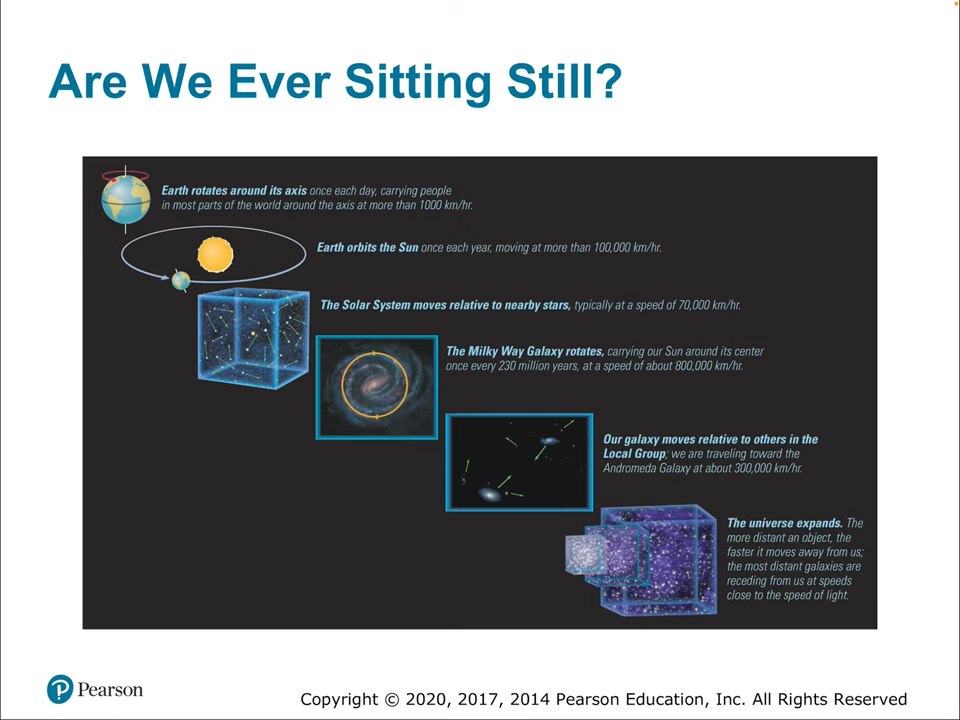 Are We Ever Sitting Still?
Earth rotates around its axis once each day, carrying people
in most parts of the world around the axis at more than 1000 km/hr.
Earth orbits the Sun once each year, moving at more than 100,000 km/hr.
The Solar System moves relative to nearby stars, typically at a speed of 70,000 km/hr.
The Milky Way Galaxy rotates, carrying our Sun around its center
once every 230 million years, at a speed of about 800,000 km/hr.
Our galaxy moves relative to others in the
Local Group; we are traveling toward the
Andromeda Galaxy at about 300,000 km/hr.
The universe expands. The
more distant an object, the
faster it moves away from us;
the most distant galaxies are
receding from us at speeds
close to the speed of light.
P Pearson
Copyright © 2020, 2017, 2014 Pearson Education, Inc. All Rights Reserved